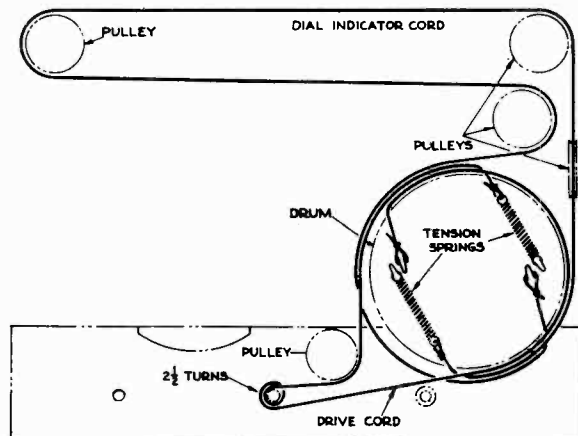 PULLEY
DIAL INDICATOR CORD
PULLEYS
DRUM
TENSION
SPRINGS
PULLEY
2½ TURNS
DRIVE CORD